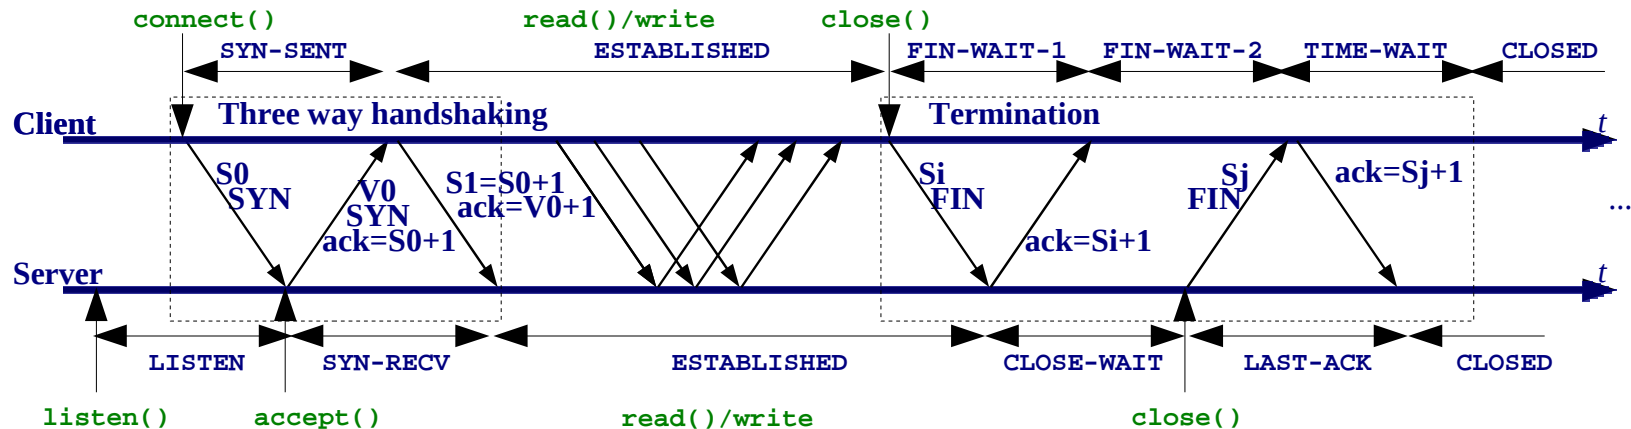 connect() read()/write close()
SYN-SENT ESTABLISHED FIN-WAIT-1 FIN-WAIT-2 TIME-WAIT CLOSED
Three way handshaking Termination
Client t
S0
SYN
V0
SYN
ack=S0+1
S1=S0+1
ack=V0+1
Si
FIN
ack=Si+1
Sj
FIN
ack=Sj+1
...
Server t
LISTEN SYN-RECV ESTABLISHED CLOSE-WAIT LAST-ACK CLOSED
listen() accept() read()/write close()